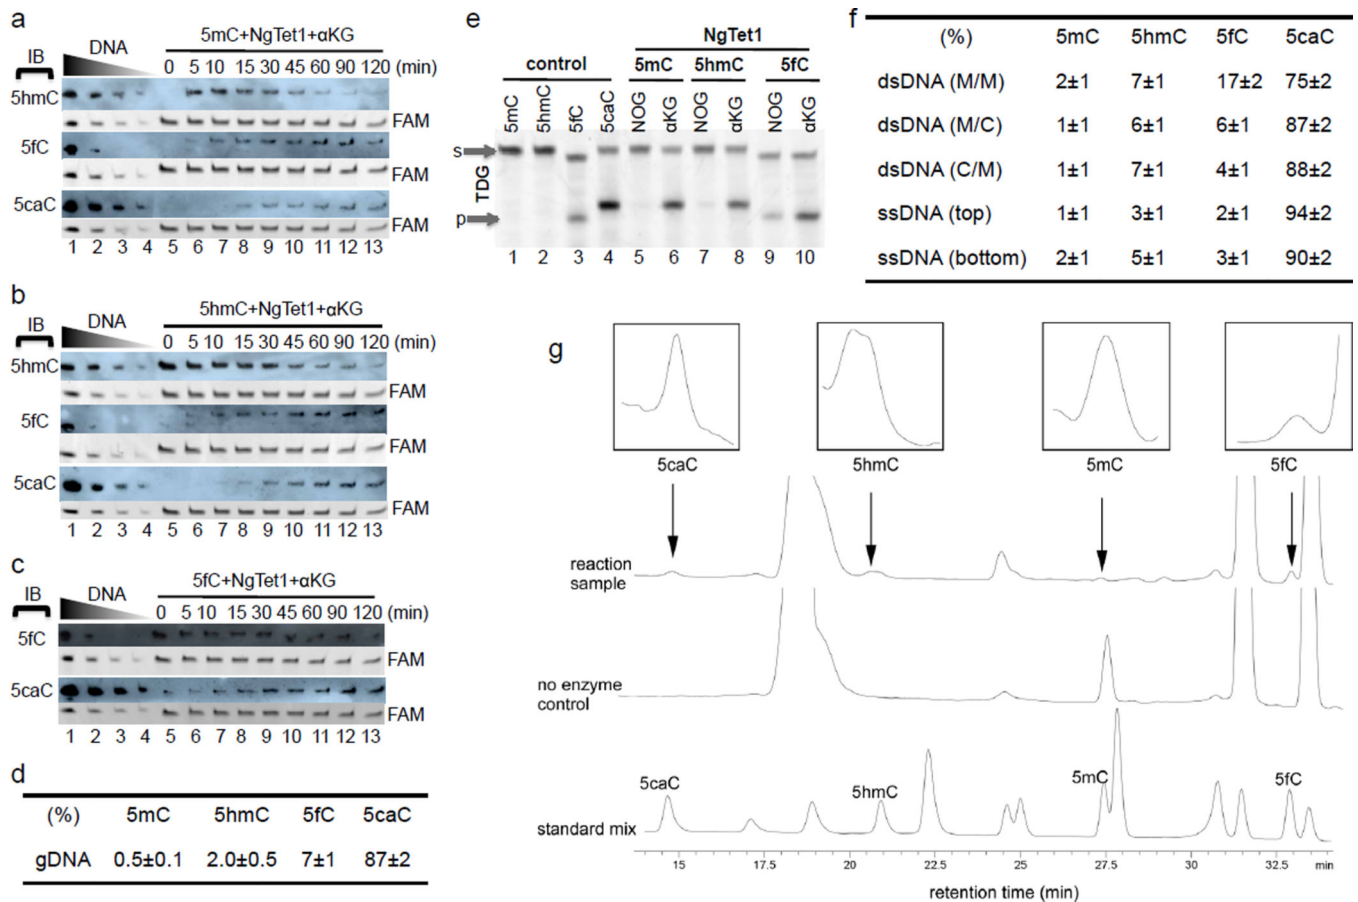 a
IB
DNA
5mC+NgTet1+αKG
0 5 10 15 30 45 60 90 120 (min)
5hmC
FAM
5fC
FAM
5caC
FAM
1 2 3 4 5 6 7 8 9 10 11 12 13
b
IB
DNA
5hmC+NgTet1+αKG
0 5 10 15 30 45 60 90 120 (min)
5hmC
FAM
5fC
FAM
5caC
FAM
1 2 3 4 5 6 7 8 9 10 11 12 13
c
IB
DNA
5fC+NgTet1+αKG
0 5 10 15 30 45 60 90 120 (min)
5fC
FAM
5caC
FAM
1 2 3 4 5 6 7 8 9 10 11 12 13
d
(%) 5mC 5hmC 5fC 5caC
gDNA 0.5±0.1 2.0±0.5 7±1 87±2
e
NgTet1
control 5mC 5hmC 5fC
5mC 5hmC 5fC 5caC NOG αKG NOG αKG NOG αKG
s
TDG
p
1 2 3 4 5 6 7 8 9 10
f
(%) 5mC 5hmC 5fC 5caC
dsDNA (M/M) 2±1 7±1 17±2 75±2
dsDNA (M/C) 1±1 6±1 6±1 87±2
dsDNA (C/M) 1±1 7±1 4±1 88±2
ssDNA (top) 1±1 3±1 2±1 94±2
ssDNA (bottom) 2±1 5±1 3±1 90±2
g
5caC 5hmC 5mC 5fC
reaction
sample
no enzyme
control
5caC 5hmC 5mC 5fC
standard mix
15 17.5 20 22.5 25 27.5 30 32.5 min
retention time (min)